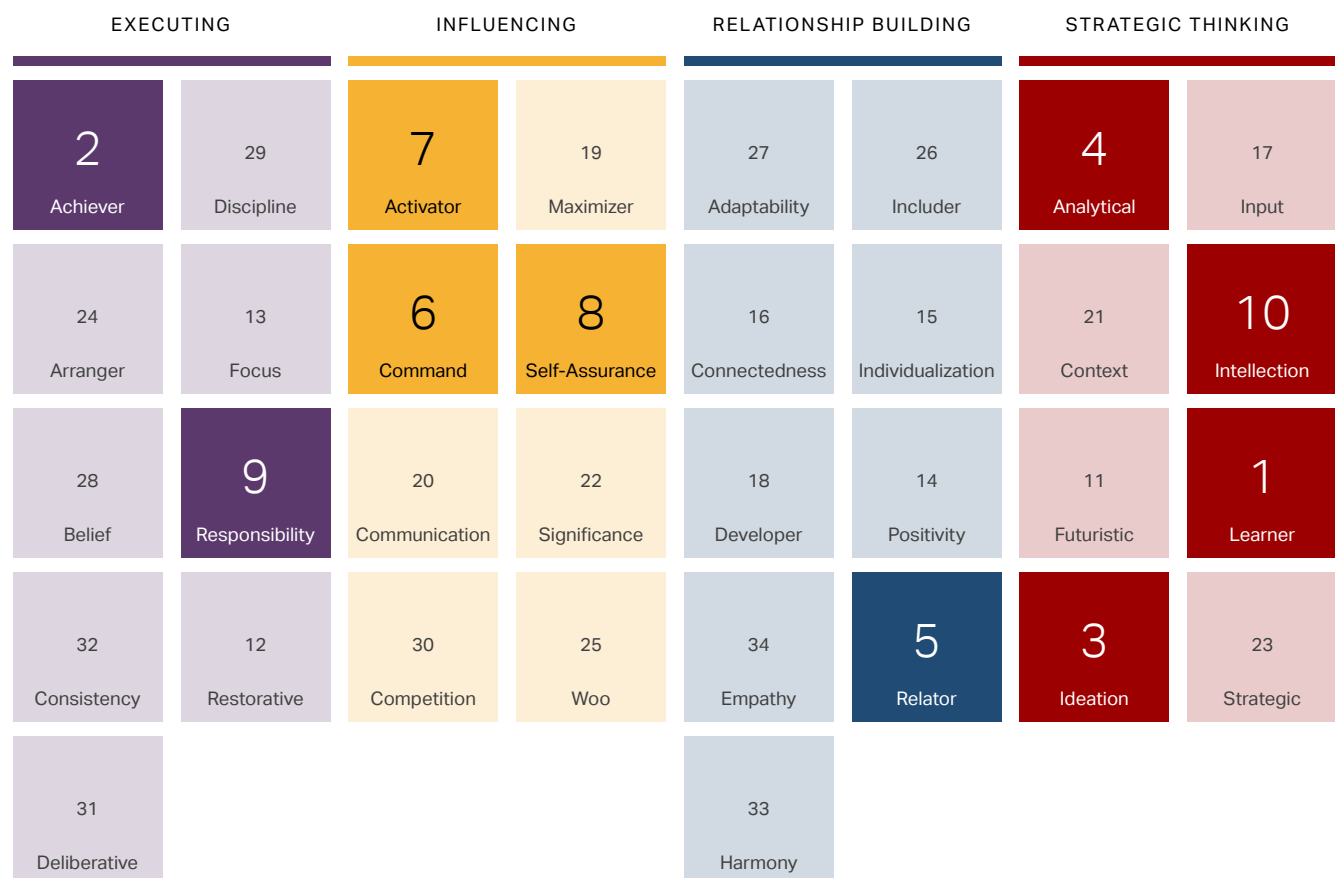 EXECUTING INFLUENCING RELATIONSHIP BUILDING STRATEGIC THINKING
2 29 7 19 27 26 4 17
Achiever Discipline Activator Maximizer Adaptability Includer Analytical Input
24 13 6 8 16 15 21 10
Arranger Focus Command Self-Assurance Connectedness Individualization Context Intellection
28 9 20 22 18 14 11 1
Belief Responsibility Communication Significance Developer Positivity Futuristic Learner
32 12 30 25 34 5 3 23
Consistency Restorative Competition Woo Empathy Relator Ideation Strategic
31 33
Deliberative Harmony